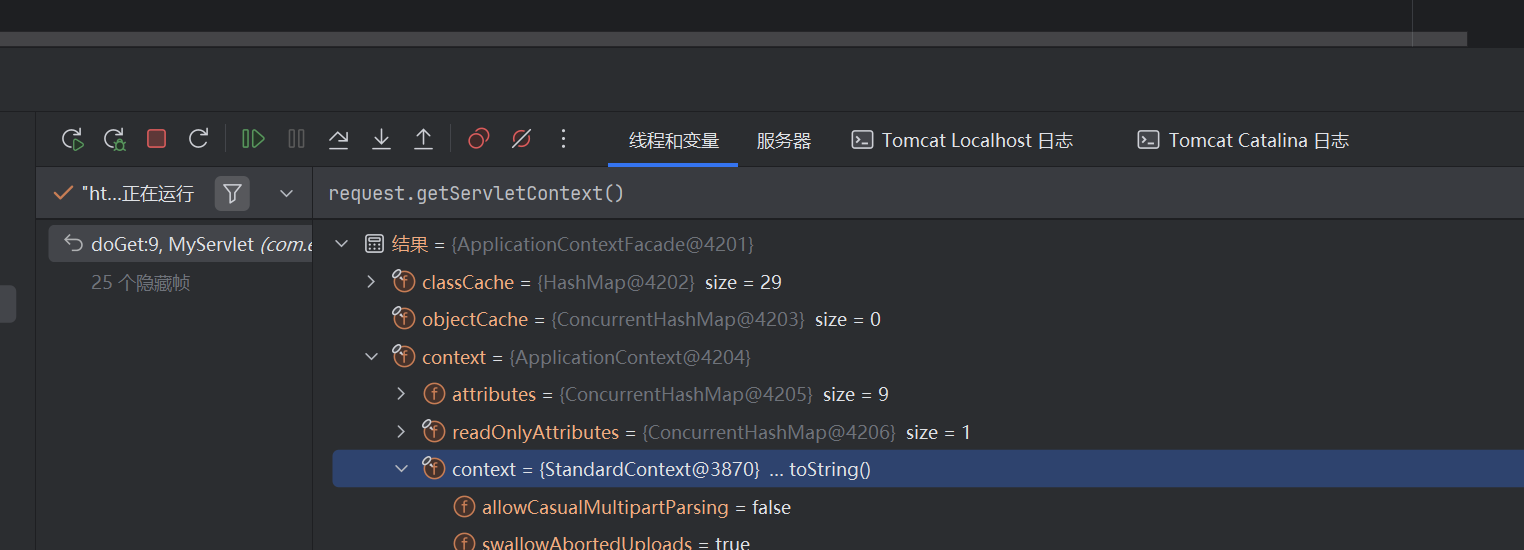 线程和变量 服务器 Tomcat Localhost 日志 Tomcat Catalina 日志
"ht...正在运行
request.getServletContext()
doGet:9, MyServlet (com.e
25 个隐藏帧
结果 = {ApplicationContextFacade@4201}
classCache = {HashMap@4202} size = 29
objectCache = {ConcurrentHashMap@4203} size = 0
context = {ApplicationContext@4204}
attributes = {ConcurrentHashMap@4205} size = 9
readOnlyAttributes = {ConcurrentHashMap@4206} size = 1
context = {StandardContext@3870} ... toString()
allowCasualMultipartParsing = false
swallowAbortedUploads = true